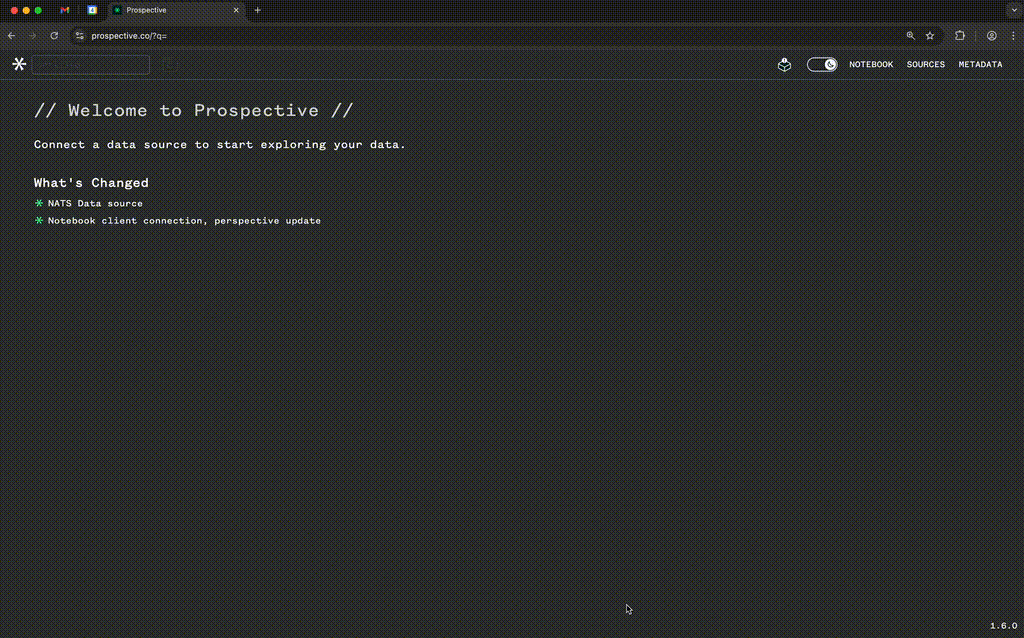 Prospective
prospective.co/?q=
NOTEBOOK SOURCES METADATA
// Welcome to Prospective //
Connect a data source to start exploring your data.
What's Changed
NATS Data source
Notebook client connection, perspective update
1.6.0